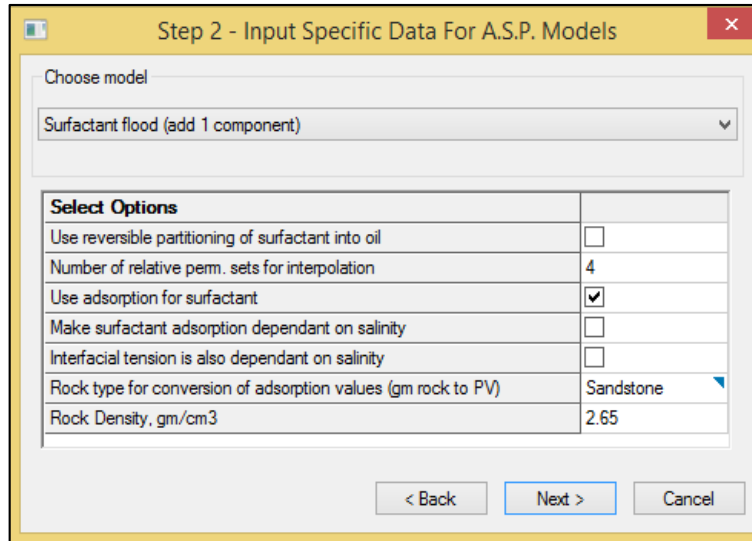 Step 2 - Input Specific Data For A.S.P. Models
Choose model
Surfactant flood (add 1 component)
Select Options
Use reversible partitioning of surfactant into oil
Number of relative perm. sets for interpolation 4
Use adsorption for surfactant
Make surfactant adsorption dependant on salinity
Interfacial tension is also dependant on salinity
Rock type for conversion of adsorption values (gm rock to PV) Sandstone
Rock Density, gm/cm3 2.65
< Back Next > Cancel